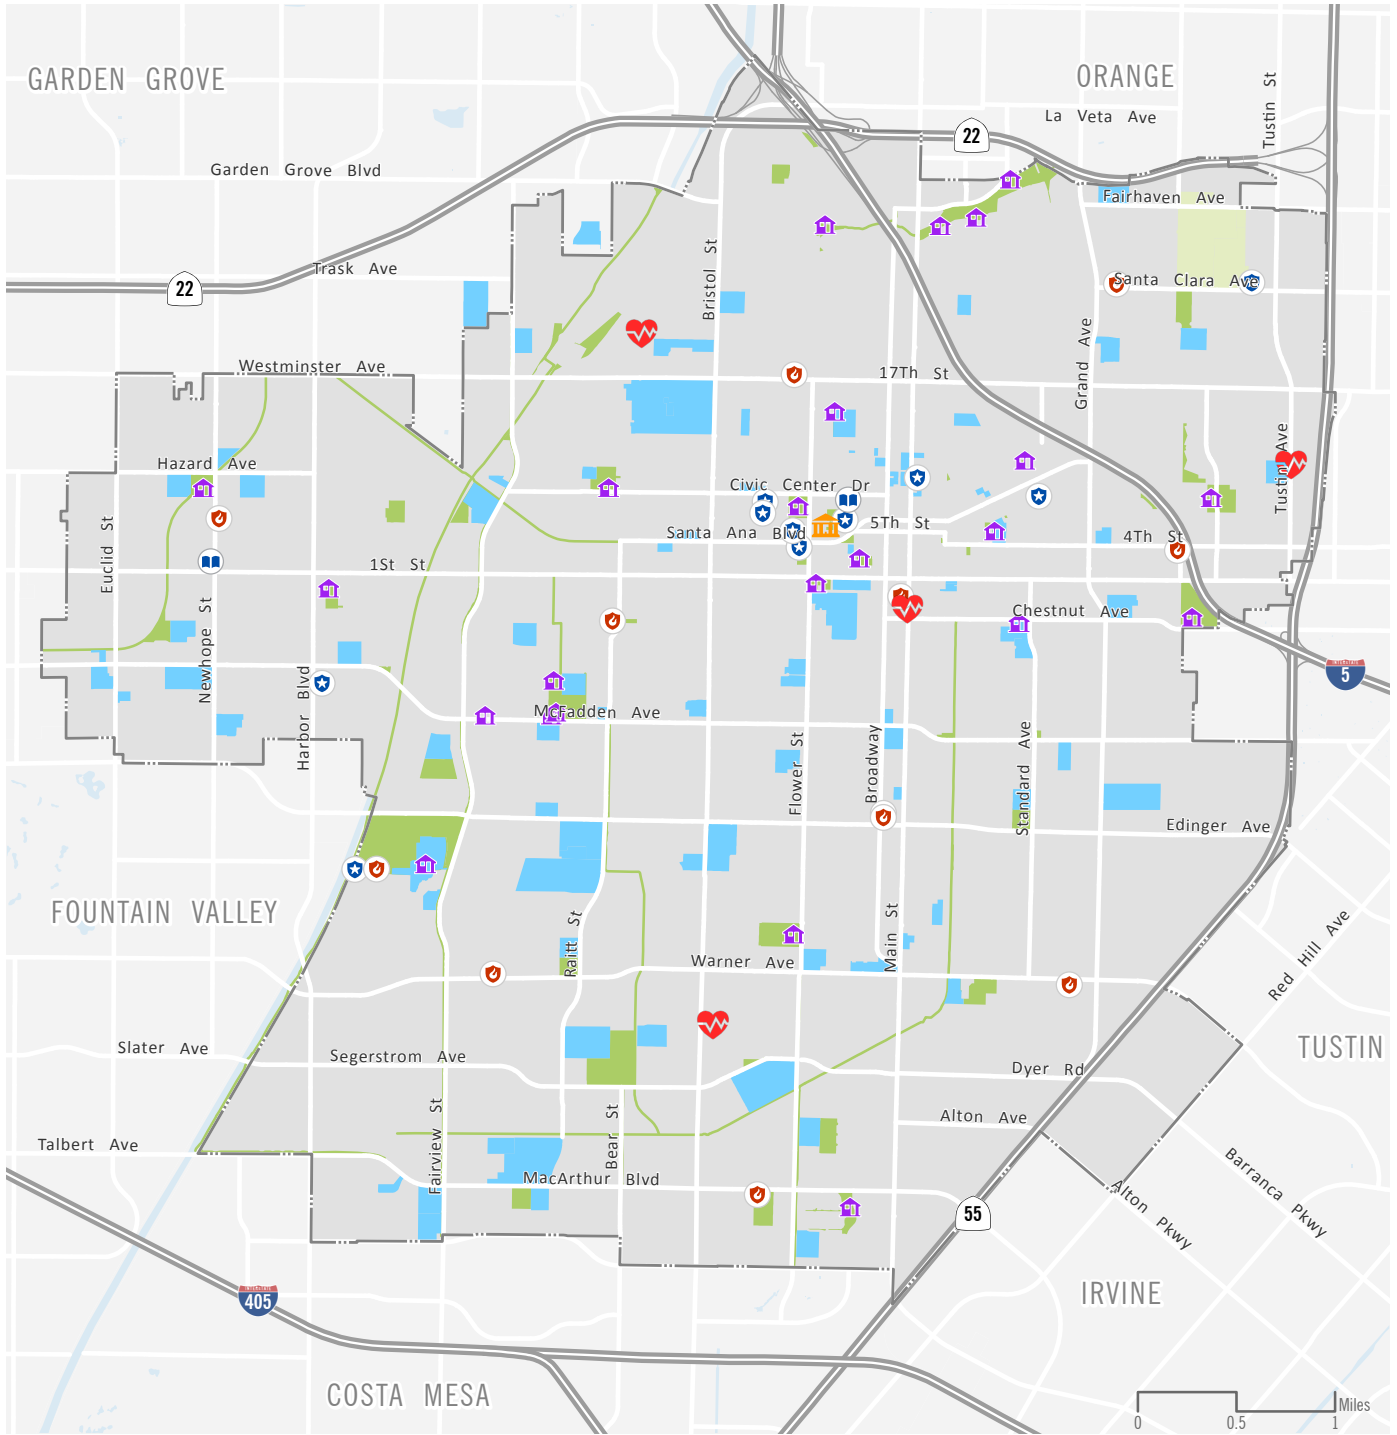 GARDEN GROVE
ORANGE
Tustin St
La Veta Ave
22
Garden Grove Blvd
Fairhaven Ave
Trask Ave
22
Bristol St
Santa Clara Ave
Grand Ave
Westminster Ave
17Th St
Hazard Ave
Tustin Ave
Civic Center Dr
Euclid St
Santa Ana Blvd
5Th St
4Th St
1St St
Newhope St
Chestnut Ave
Harbor Blvd
INTERSTATE
5
McFadden Ave
Flower St
Broadway
Standard Ave
Edinger Ave
FOUNTAIN VALLEY
Raitt St
Main St
Red Hill Ave
Warner Ave
Slater Ave
Segerstrom Ave
TUSTIN
Dyer Rd
Fairview St
Bear St
Alton Ave
Talbert Ave
MacArthur Blvd
Barranca Pkwy
Alton Pkwy
55
INTERSTATE
405
IRVINE
COSTA MESA
Miles
0 0.5 1